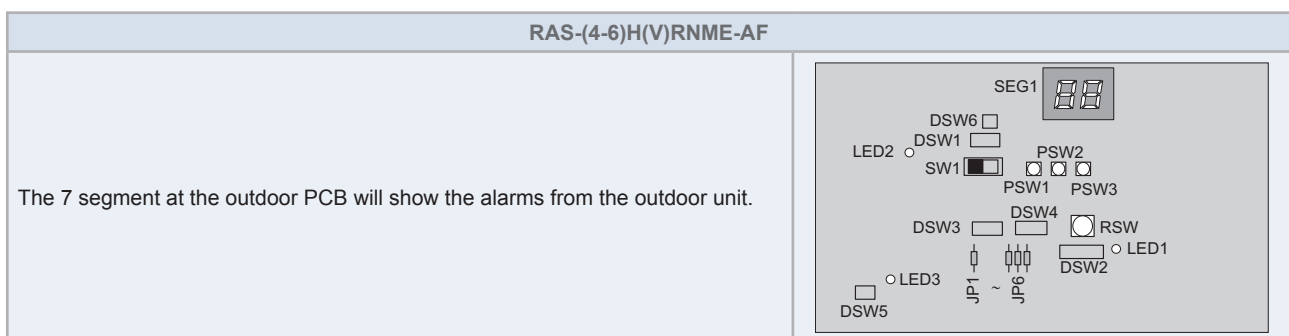 RAS-(4-6)H(V)RNME-AF
The 7 segment at the outdoor PCB will show the alarms from the outdoor unit.
SEG1
DSW6
DSW1
LED2
PSW2
SW1
PSW1
PSW3
DSW4
DSW3
RSW
LED1
DSW2
LED3
JP1
~
JP6
DSW5